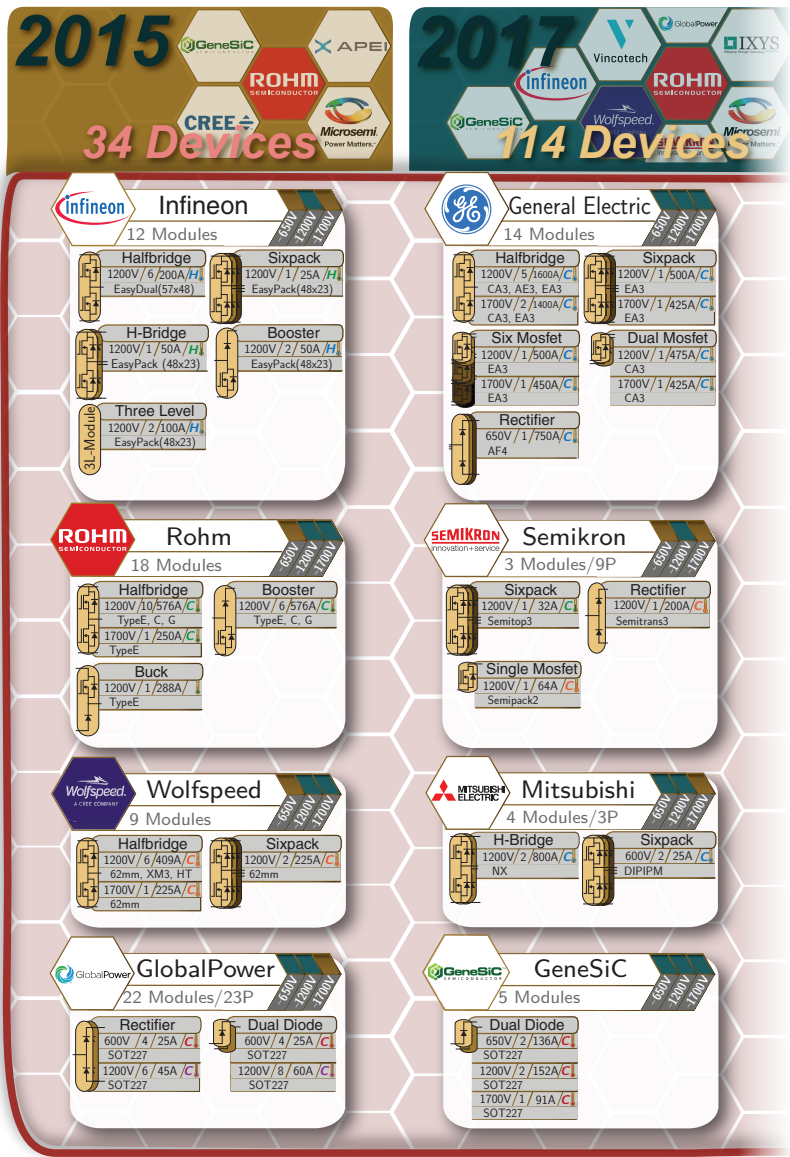 2015
GeneSiC
SEMICONDUCTOR
APEI
ROHM
SEMICONDUCTOR
CREE
Microsemi.
Power Matters.
34 Devices
2017
GlobalPower
Vincotech
IXYS
infineon
ROHM
SEMICONDUCTOR
GeneSiC
SEMICONDUCTOR
Wolfspeed.
Microsemi
Power Matters.
SEMIKRON
114 Devices
infineon
Infineon
12 Modules
-650V
-1200V
-1700V
Halfbridge
1200V/6/200A/H
EasyDual(57x48)
Sixpack
1200V/1/25A/H
EasyPack(48x23)
H-Bridge
1200V/1/50A/H
EasyPack (48x23)
Booster
1200V/2/50A/H
EasyPack(48x23)
3L-Module
Three Level
1200V/2/100A/H
EasyPack(48x23)
GE
General Electric
14 Modules
-650V
-1200V
-1700V
Halfbridge
1200V/5/1600A/C
CA3, AE3, EA3
1700V/2/1400A/C
CA3, EA3
Sixpack
1200V/1/500A/C
EA3
1700V/1/425A/C
EA3
Six Mosfet
1200V/1/500A/C
EA3
1700V/1/450A/C
EA3
Dual Mosfet
1200V/1/475A/C
CA3
1700V/1/425A/C
CA3
Rectifier
650V/1/750A/C
AF4
ROHM
SEMICONDUCTOR
Rohm
18 Modules
-650V
-1200V
-1700V
Halfbridge
1200V/10/576A/C
TypeE, C, G
1700V/1/250A/C
TypeE
Booster
1200V/6/576A/C
TypeE, C, G
Buck
1200V/1/288A/
TypeE
SEMIKRON
innovation+service
Semikron
3 Modules/9P
-650V
-1200V
-1700V
Sixpack
1200V/1/32A/C
Semitop3
Rectifier
1200V/1/200A/C
Semitrans3
Single Mosfet
1200V/1/64A/C
Semipack2
Wolfspeed.
A CREE COMPANY
Wolfspeed
9 Modules
-650V
-1200V
-1700V
Halfbridge
1200V/6/409A/C
62mm, XM3, HT
1700V/1/225A/C
62mm
Sixpack
1200V/2/225A/C
62mm
MITSUBISHI
ELECTRIC
Mitsubishi
4 Modules/3P
-650V
-1200V
-1700V
H-Bridge
1200V/2/800A/C
NX
Sixpack
600V/2/25A/C
DIPIPM
GlobalPower
GlobalPower
22 Modules/23P
-650V
-1200V
-1700V
Rectifier
600V /4/25A/C
SOT227
1200V/6/45A/C
SOT227
Dual Diode
600V/4/25A/C
SOT227
1200V/8/60A/C
SOT227
GeneSiC
SEMICONDUCTOR
GeneSiC
5 Modules
-650V
-1200V
-1700V
Dual Diode
650V/2/136A/C
SOT227
1200V/2/152A/C
SOT227
1700V/1/91A/C
SOT227